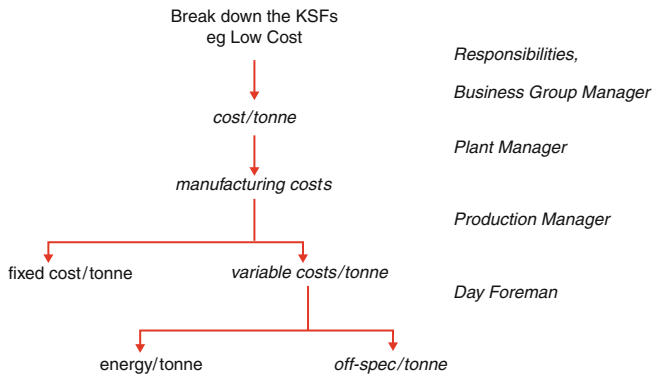 Break down the KSFs
eg Low Cost
Responsibilities,
Business Group Manager
cost/tonne
Plant Manager
manufacturing costs
Production Manager
fixed cost/tonne
variable costs/tonne
Day Foreman
energy/tonne
off-spec/tonne